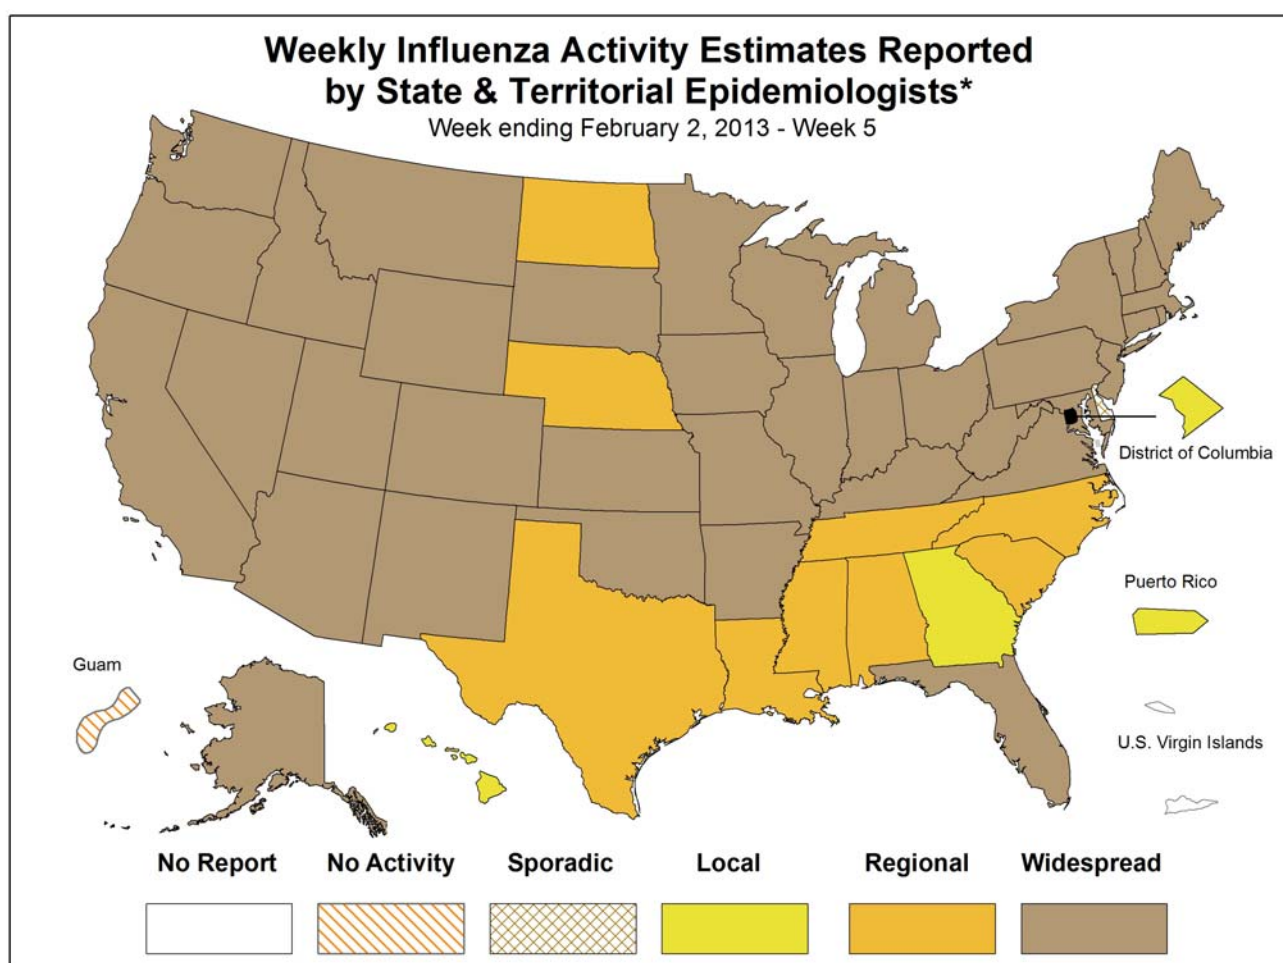 Weekly Influenza Activity Estimates Reported
by State & Territorial Epidemiologists*
Week ending February 2, 2013 - Week 5
District of Columbia
Puerto Rico
Guam
U.S. Virgin Islands
No Report
No Activity
Sporadic
Local
Regional
Widespread